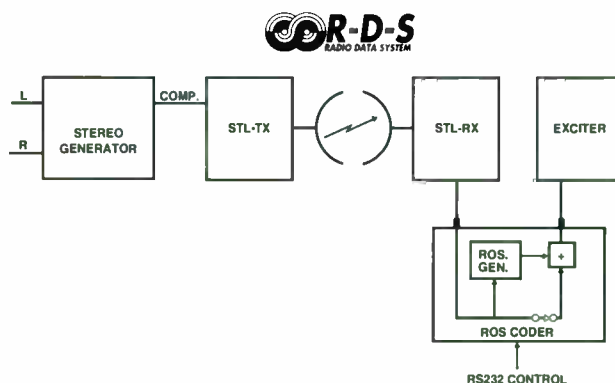 R-D-S
RADIO DATA SYSTEM
L
R
STEREO
GENERATOR
COMP.
STL-TX
STL-RX
EXCITER
ROS.
GEN.
+
ROS CODER
RS232 CONTROL